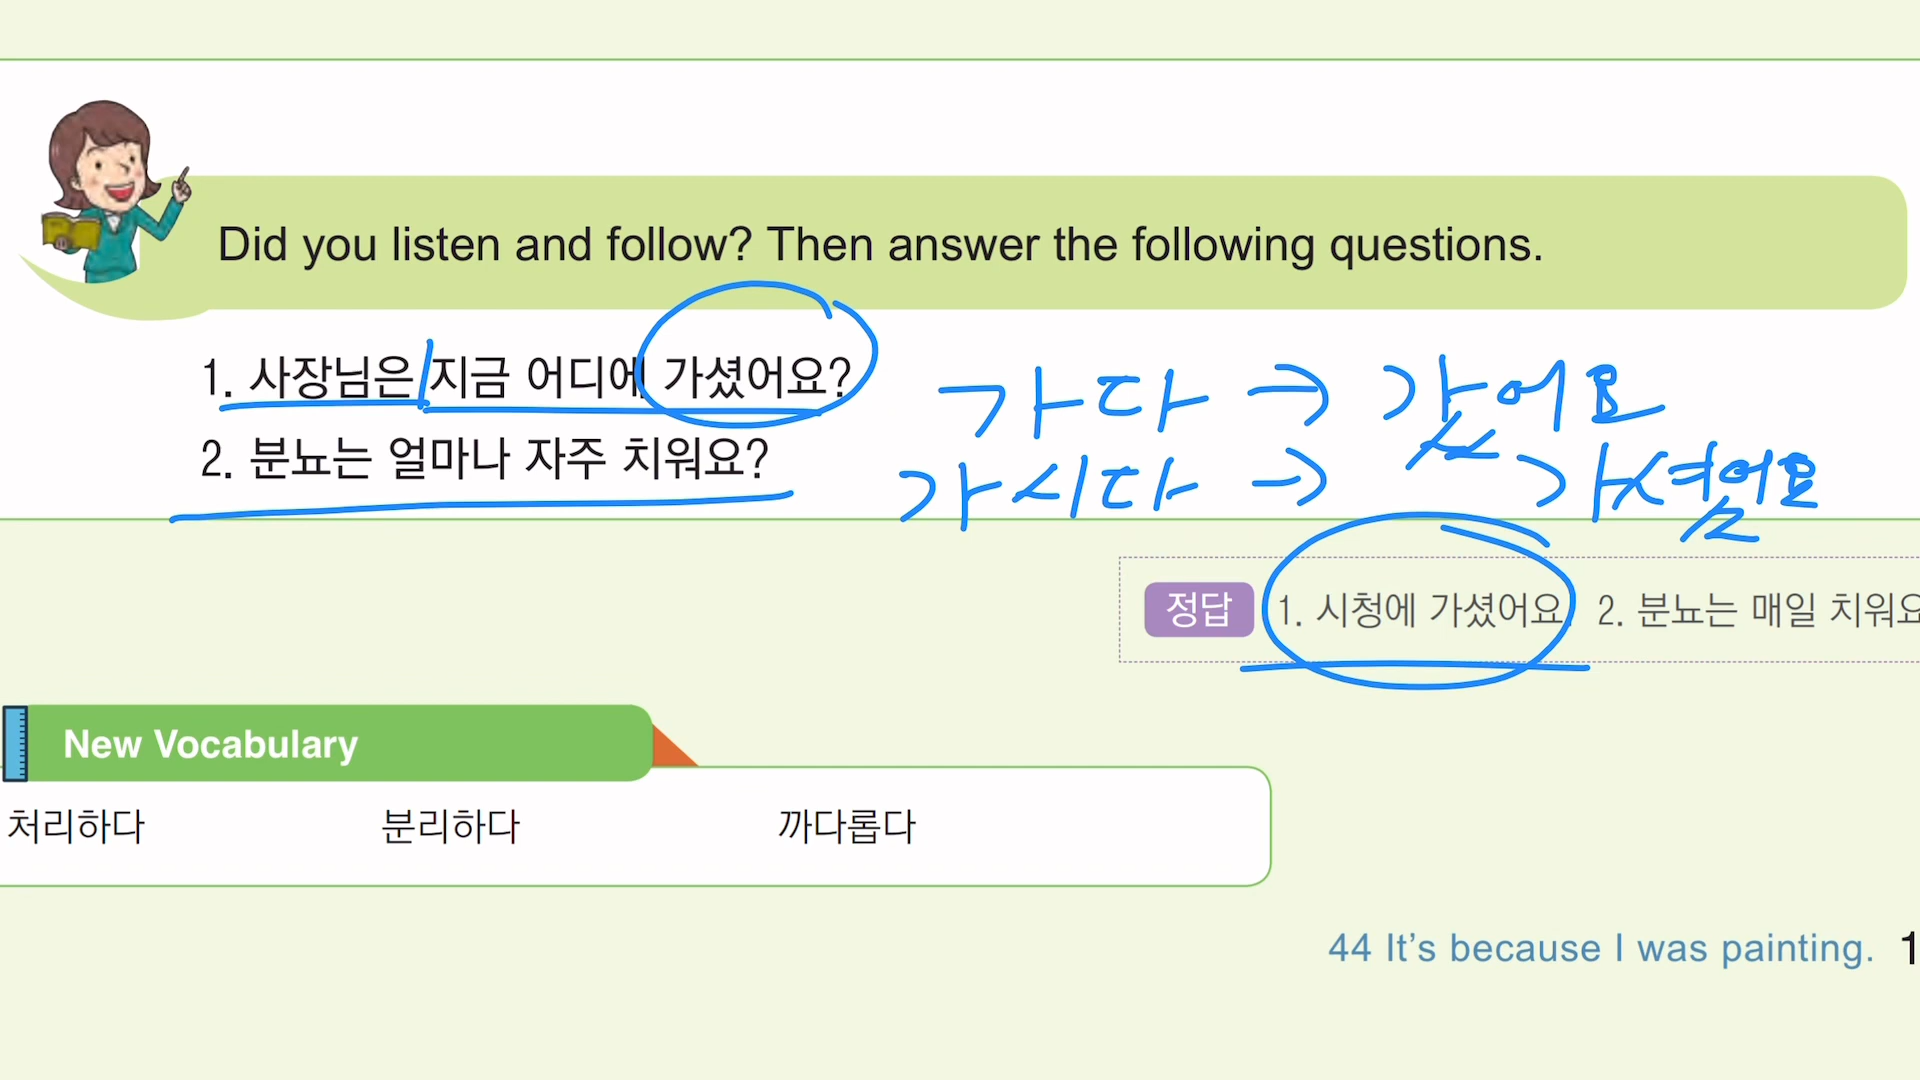 Did you listen and follow? Then answer the following questions.
1. 사장님은 지금 어디에 가셨어요?
가다 → 갔어요
2. 분뇨는 얼마나 자주 치워요?
가시다 → 가셨어요
정답 1. 시청에 가셨어요. 2. 분뇨는 매일 치워요
New Vocabulary
처리하다 분리하다 까다롭다
44 It's because I was painting. 1